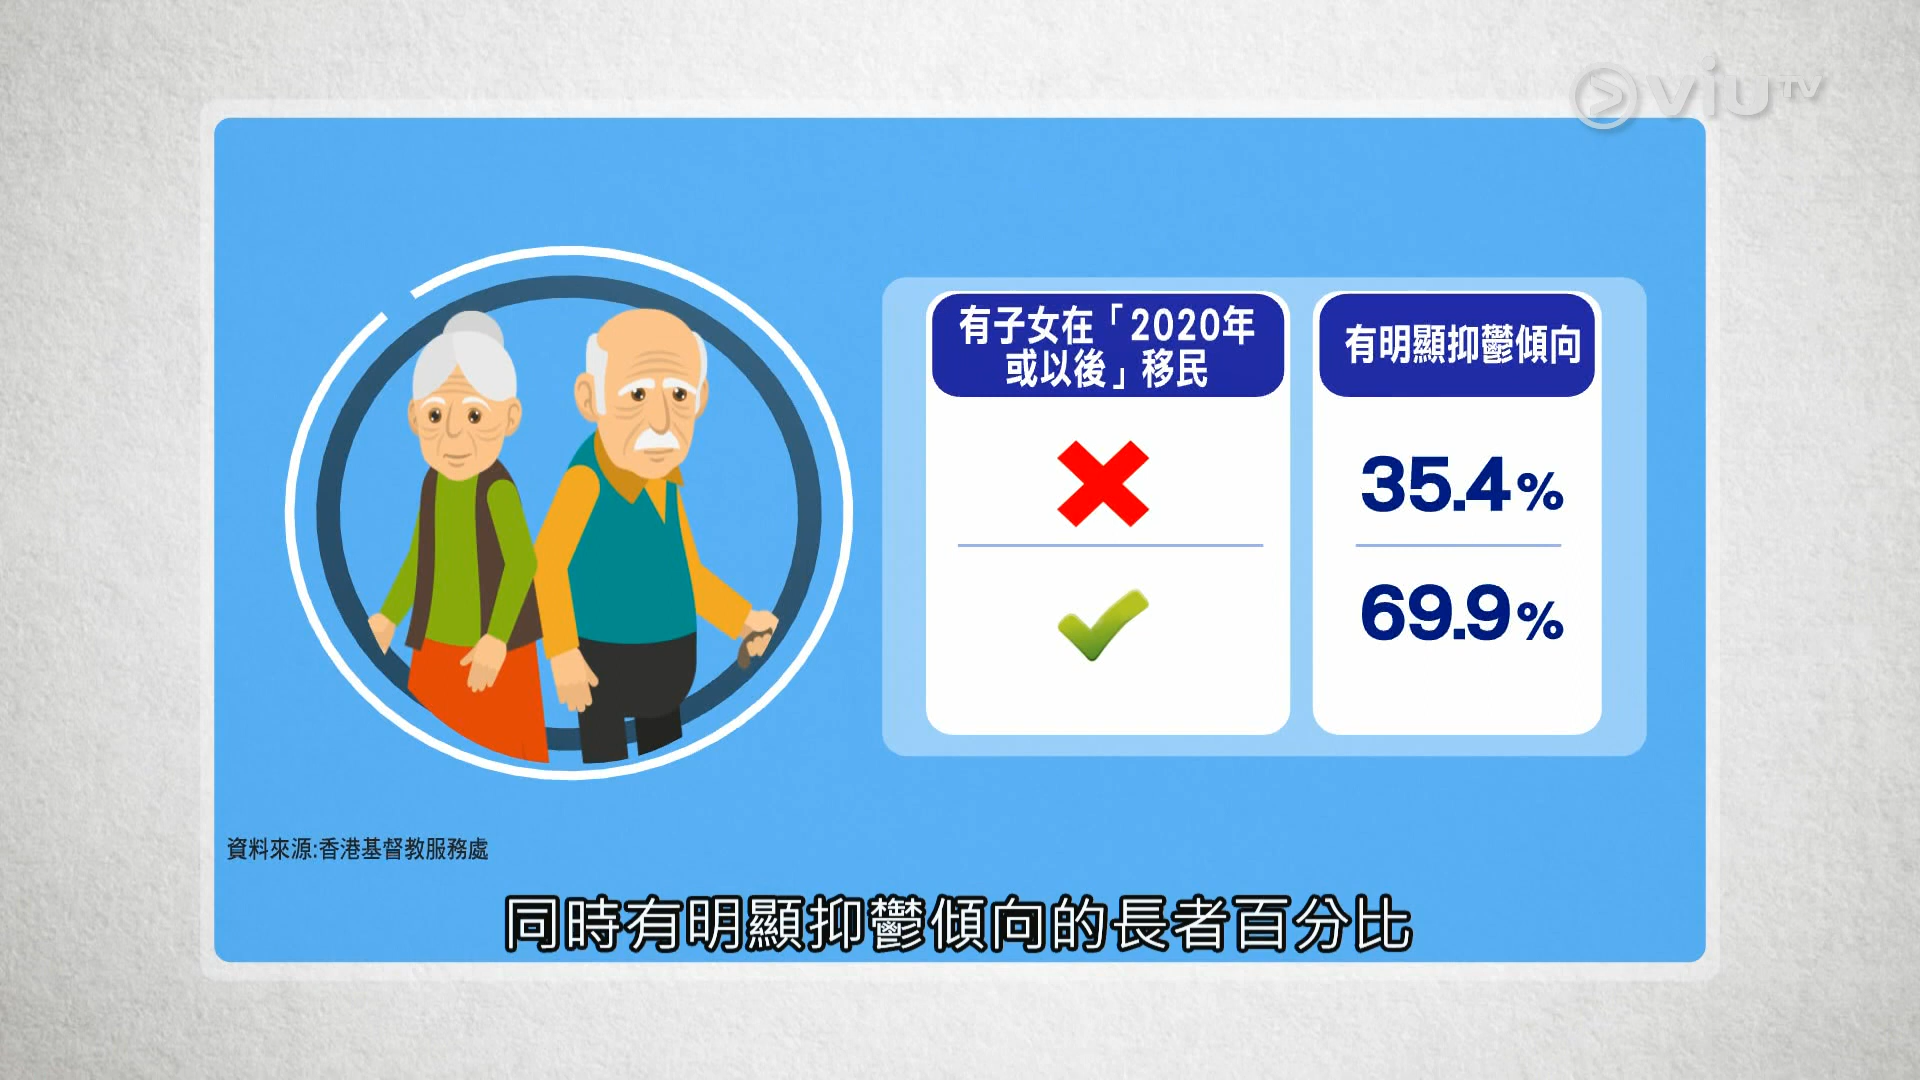 viuTV
有子女在「2020年
或以後」移民
有明顯抑鬱傾向
35.4%
69.9%
資料來源:香港基督教服務處
同時有明顯抑鬱傾向的長者百分比